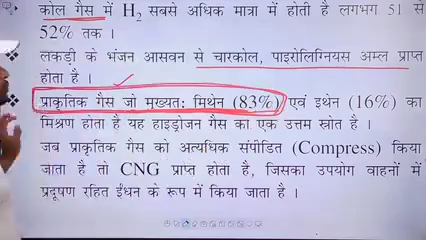 कोल गैस में H₂ सबसे अधिक मात्रा में होती है लगभग 51 से
52% तक ।
लकड़ी के भंजन आसवन से चारकोल, पाइरोलिग्नियस अम्ल प्राप्त
होता है ।
प्राकृतिक गैस जो मुख्यत: मिथेन (83%) एवं इथेन (16%) का
मिश्रण होता है यह हाइड्रोजन गैस का एक उत्तम स्रोत है ।
जब प्राकृतिक गैस को अत्यधिक संपीडित (Compress) किया
जाता है तो CNG प्राप्त होता है, जिसका उपयोग वाहनों में
प्रदूषण रहित ईंधन के रूप में किया जाता है ।